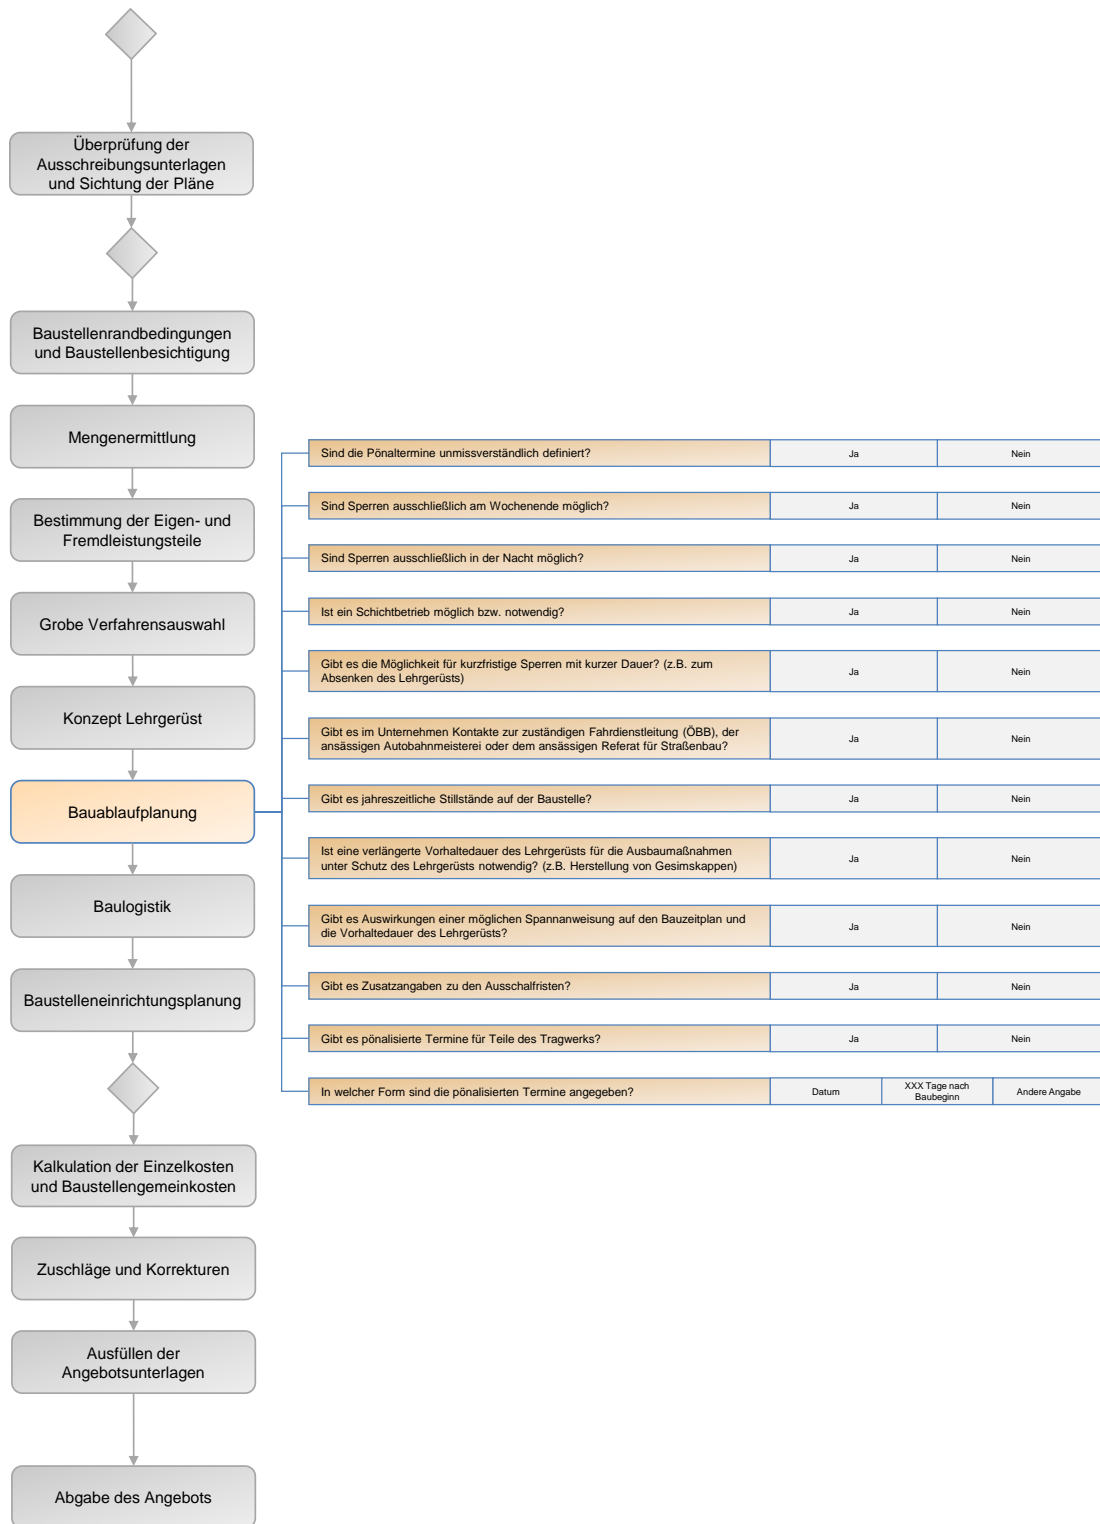 Überprüfung der
Ausschreibungsunterlagen
und Sichtung der Pläne
Baustellenrandbedingungen
und Baustellenbesichtigung
Mengenermittlung
Bestimmung der Eigen- und
Fremdleistungsteile
Grobe Verfahrensauswahl
Konzept Lehrgerüst
Bauablaufplanung
Baulogistik
Baustelleneinrichtungsplanung
Kalkulation der Einzelkosten
und Baustellengemeinkosten
Zuschläge und Korrekturen
Ausfüllen der
Angebotsunterlagen
Abgabe des Angebots
Sind die Pönaltermine unmissverständlich definiert? Ja Nein
Sind Sperren ausschließlich am Wochenende möglich? Ja Nein
Sind Sperren ausschließlich in der Nacht möglich? Ja Nein
Ist ein Schichtbetrieb möglich bzw. notwendig? Ja Nein
Gibt es die Möglichkeit für kurzfristige Sperren mit kurzer Dauer? (z.B. zum
Absenken des Lehrgerüsts)
Ja Nein
Gibt es im Unternehmen Kontakte zur zuständigen Fahrdienstleitung (ÖBB), der
ansässigen Autobahnmeisterei oder dem ansässigen Referat für Straßenbau?
Ja Nein
Gibt es jahreszeitliche Stillstände auf der Baustelle? Ja Nein
Ist eine verlängerte Vorhaltedauer des Lehrgerüsts für die Ausbaumaßnahmen
unter Schutz des Lehrgerüsts notwendig? (z.B. Herstellung von Gesimskappen)
Ja Nein
Gibt es Auswirkungen einer möglichen Spannanweisung auf den Bauzeitplan und
die Vorhaltedauer des Lehrgerüsts?
Ja Nein
Gibt es Zusatzangaben zu den Ausschalfristen? Ja Nein
Gibt es pönalisierte Termine für Teile des Tragwerks? Ja Nein
In welcher Form sind die pönalisierten Termine angegeben? Datum
XXX Tage nach
Baubeginn
Andere Angabe